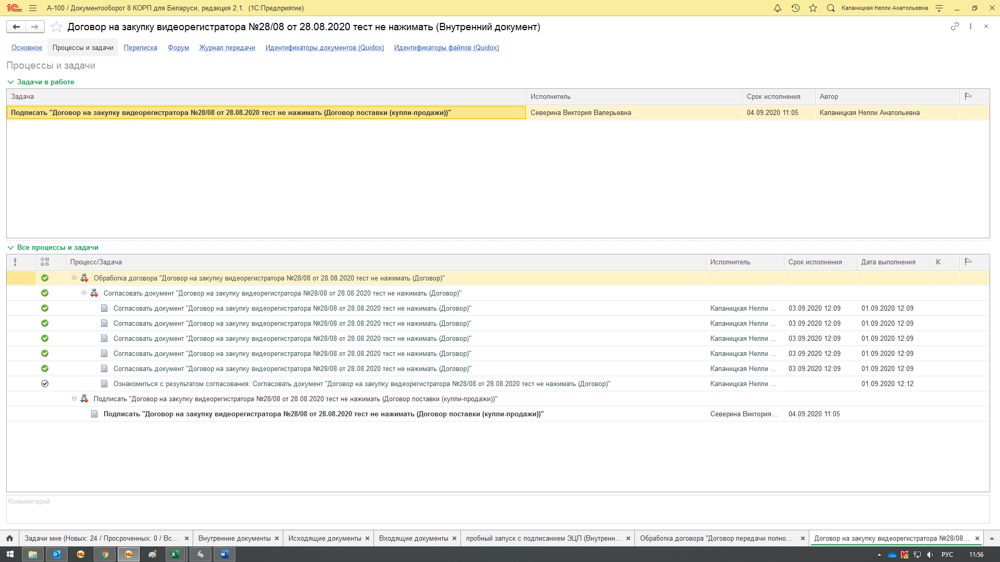 А-100 / Документооборот 8 КОРП для Беларуси, редакция 2.1. (1С:Предприятие)
Капаницкая Нелли Анатольевна
Договор на закупку видеорегистратора №28/08 от 28.08.2020 тест не нажимать (Внутренний документ)
Основное Процессы и задачи Переписка Форум Журнал передачи Идентификаторы документов (Quidox) Идентификаторы файлов (Quidox)
Процессы и задачи
Задачи в работе
Задача Исполнитель Срок исполнения Автор
Подписать "Договор на закупку видеорегистратора №28/08 от 28.08.2020 тест не нажимать (Договор поставки (купли-продажи))" Северина Виктория Валерьевна 04.09.2020 11:05 Капаницкая Нелли Анатольевна
Все процессы и задачи
Процесс/Задача Исполнитель Срок исполнения Дата выполнения К
Обработка договора "Договор на закупку видеорегистратора №28/08 от 28.08.2020 тест не нажимать (Договор)"
Согласовать документ "Договор на закупку видеорегистратора №28/08 от 28.08.2020 тест не нажимать (Договор)"
Согласовать документ "Договор на закупку видеорегистратора №28/08 от 28.08.2020 тест не нажимать (Договор)" Капаницкая Нелли ... 03.09.2020 12:09 01.09.2020 12:09
Согласовать документ "Договор на закупку видеорегистратора №28/08 от 28.08.2020 тест не нажимать (Договор)" Капаницкая Нелли ... 03.09.2020 12:09 01.09.2020 12:09
Согласовать документ "Договор на закупку видеорегистратора №28/08 от 28.08.2020 тест не нажимать (Договор)" Капаницкая Нелли ... 03.09.2020 12:09 01.09.2020 12:09
Согласовать документ "Договор на закупку видеорегистратора №28/08 от 28.08.2020 тест не нажимать (Договор)" Капаницкая Нелли ... 03.09.2020 12:09 01.09.2020 12:09
Согласовать документ "Договор на закупку видеорегистратора №28/08 от 28.08.2020 тест не нажимать (Договор)" Капаницкая Нелли ... 03.09.2020 12:09 01.09.2020 12:09
Ознакомиться с результатом согласования: Согласовать документ "Договор на закупку видеорегистратора №28/08 от 28.08.2020 тест не нажимать (Договор)" Капаницкая Нелли ... 01.09.2020 12:12
Подписать "Договор на закупку видеорегистратора №28/08 от 28.08.2020 тест не нажимать (Договор поставки (купли-продажи))"
Подписать "Договор на закупку видеорегистратора №28/08 от 28.08.2020 тест не нажимать (Договор поставки (купли-продажи))" Северина Виктория... 04.09.2020 11:05
Комментарий
Задачи мне (Новых: 24 / Просроченных: 0 / Вс... Внутренние документы Исходящие документы Входящие документы пробный запуск с подписанием ЭЦП (Внутренн... Обработка договора "Договор передачи полно... Договор на закупку видеорегистратора №28/08...
РУС 11:56